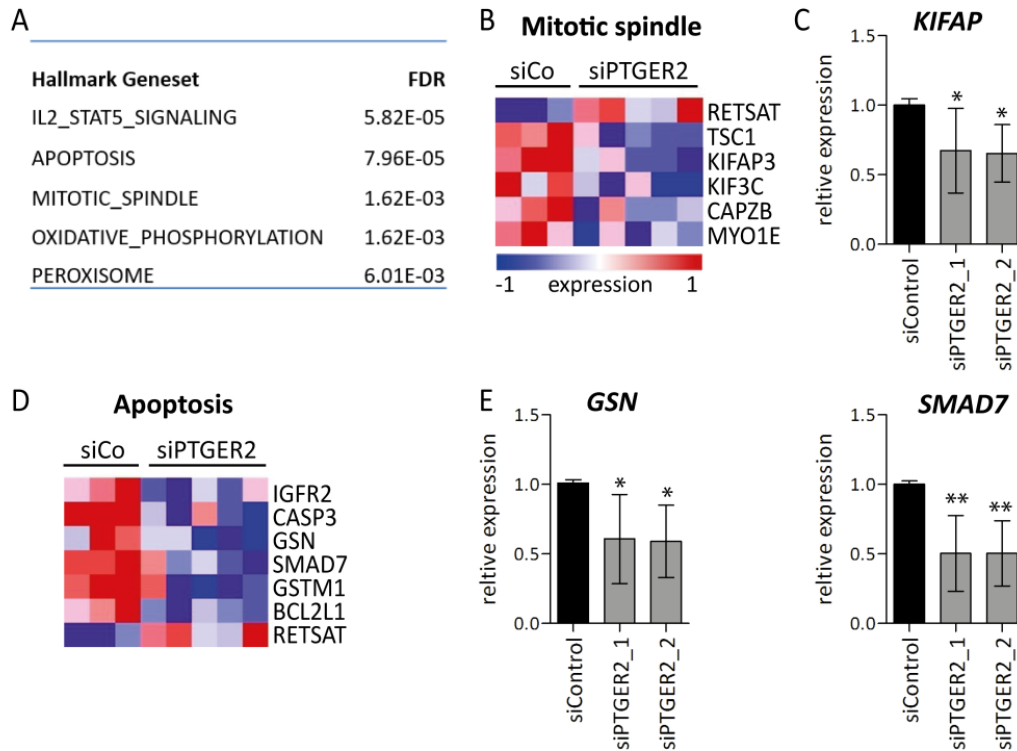 A
Hallmark Geneset FDR
IL2_STAT5_SIGNALING 5.82E-05
APOPTOSIS 7.96E-05
MITOTIC_SPINDLE 1.62E-03
OXIDATIVE_PHOSPHORYLATION 1.62E-03
PEROXISOME 6.01E-03
B
Mitotic spindle
siCo siPTGER2
RETSAT
TSC1
KIFAP3
KIF3C
CAPZB
MYO1E
-1 expression 1
C
KIFAP
reltive expression
1.5
1.0
0.5
0.0
*
*
siControl
siPTGER2_1
siPTGER2_2
D
Apoptosis
siCo siPTGER2
IGFR2
CASP3
GSN
SMAD7
GSTM1
BCL2L1
RETSAT
E
GSN
reltive expression
1.5
1.0
0.5
0.0
*
*
siControl
siPTGER2_1
siPTGER2_2
SMAD7
reltive expression
1.5
1.0
0.5
0.0
**
**
siControl
siPTGER2_1
siPTGER2_2